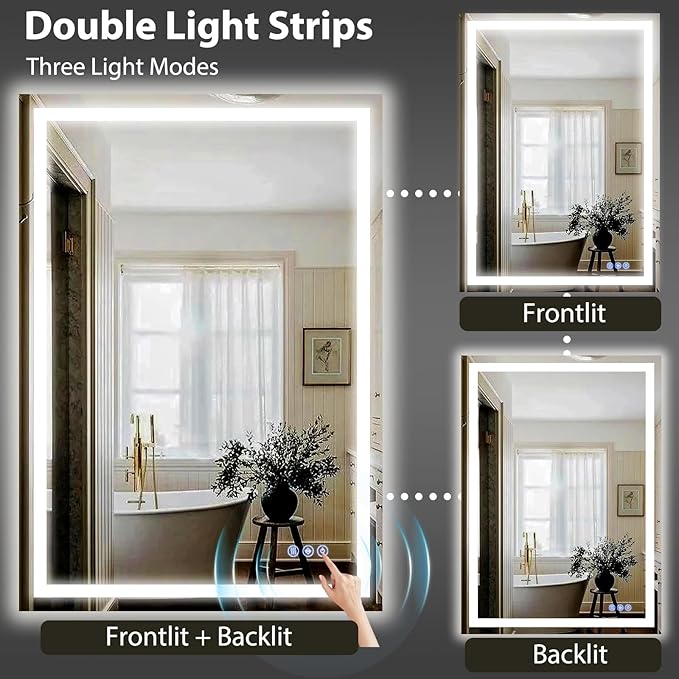 Double Light Strips
Three Light Modes
Frontlit
Frontlit + Backlit
Backlit